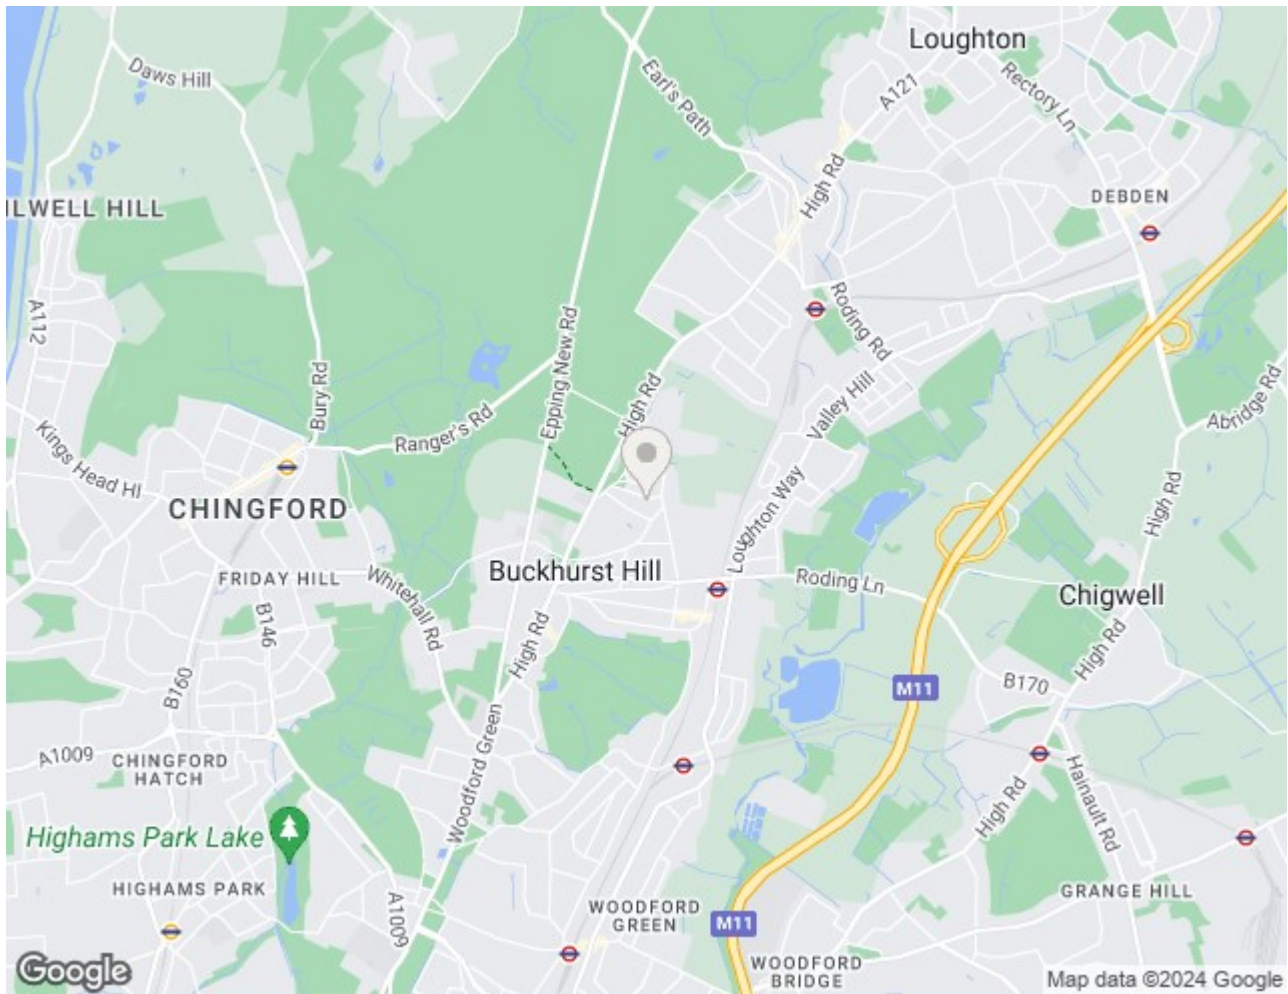 Loughton
Daws Hill
Earl's Path
A121
Rectory Ln
High Rd
DEBDEN
ILWELL HILL
A112
Bury Rd
Epping New Rd
Roding Rd
Ranger's Rd
High Rd
Valley Hill
Abridge Rd
Kings Head Hl
CHINGFORD
Loughton Way
High Rd
FRIDAY HILL
Whitehall Rd
Buckhurst Hill
Roding Ln
Chigwell
B146
High Rd
High Rd
B160
M11
B170
A1009
CHINGFORD
HATCH
Woodford Green
Hainault Rd
High Rd
Highams Park Lake
HIGHAMS PARK
A1009
GRANGE HILL
WOODFORD
GREEN
M11
WOODFORD
BRIDGE
Google
Map data ©2024 Google